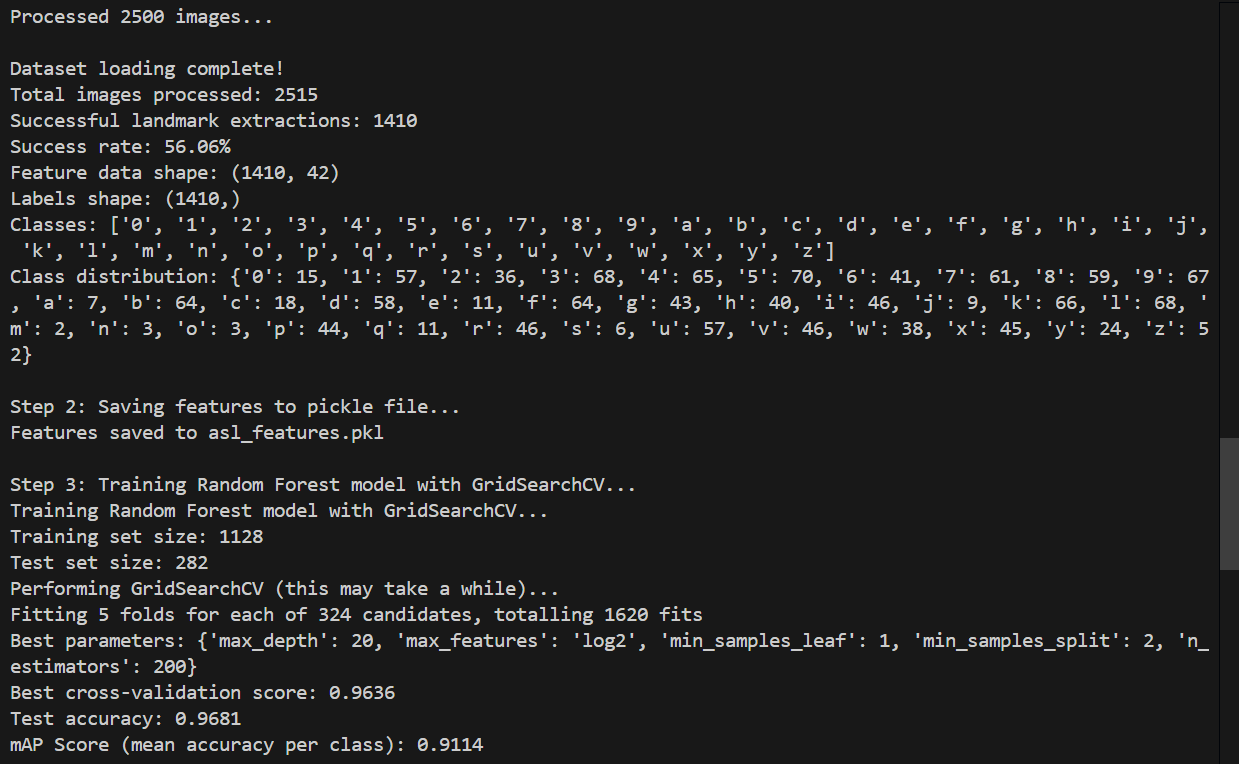 Processed 2500 images...
Dataset loading complete!
Total images processed: 2515
Successful landmark extractions: 1410
Success rate: 56.06%
Feature data shape: (1410, 42)
Labels shape: (1410,)
Classes: ['0', '1', '2', '3', '4', '5', '6', '7', '8', '9', 'a', 'b', 'c', 'd', 'e', 'f', 'g', 'h', 'i', 'j',
'k', 'l', 'm', 'n', 'o', 'p', 'q', 'r', 's', 'u', 'v', 'w', 'x', 'y', 'z']
Class distribution: {'0': 15, '1': 57, '2': 36, '3': 68, '4': 65, '5': 70, '6': 41, '7': 61, '8': 59, '9': 67
, 'a': 7, 'b': 64, 'c': 18, 'd': 58, 'e': 11, 'f': 64, 'g': 43, 'h': 40, 'i': 46, 'j': 9, 'k': 66, 'l': 68, '
m': 2, 'n': 3, 'o': 3, 'p': 44, 'q': 11, 'r': 46, 's': 6, 'u': 57, 'v': 46, 'w': 38, 'x': 45, 'y': 24, 'z': 5
2}
Step 2: Saving features to pickle file...
Features saved to asl_features.pkl
Step 3: Training Random Forest model with GridSearchCV...
Training Random Forest model with GridSearchCV...
Training set size: 1128
Test set size: 282
Performing GridSearchCV (this may take a while)...
Fitting 5 folds for each of 324 candidates, totalling 1620 fits
Best parameters: {'max_depth': 20, 'max_features': 'log2', 'min_samples_leaf': 1, 'min_samples_split': 2, 'n_
estimators': 200}
Best cross-validation score: 0.9636
Test accuracy: 0.9681
mAP Score (mean accuracy per class): 0.9114